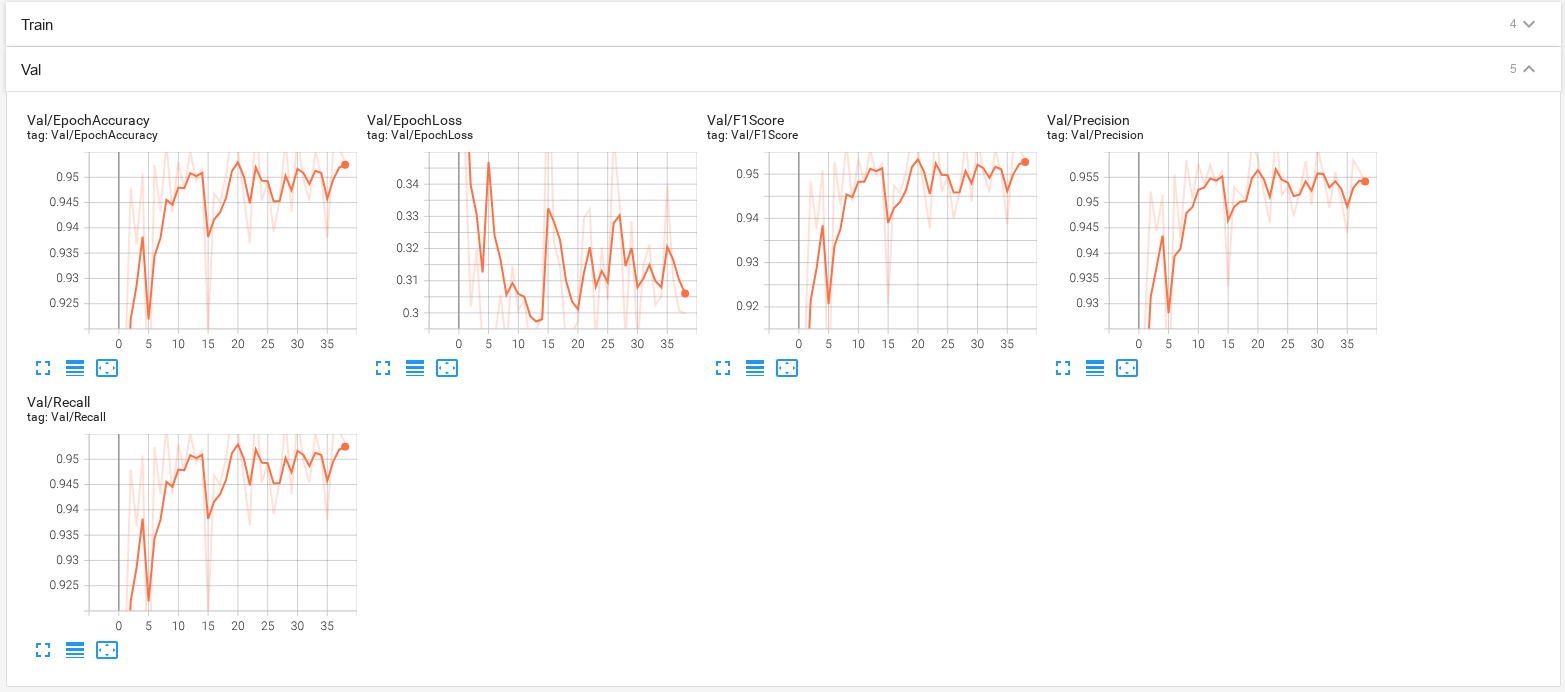 Train
4
Val
5
Val/EpochAccuracy
tag: Val/EpochAccuracy
0.95
0.945
0.94
0.935
0.93
0.925
0 5 10 15 20 25 30 35
Val/EpochLoss
tag: Val/EpochLoss
0.34
0.33
0.32
0.31
0.3
0 5 10 15 20 25 30 35
Val/F1Score
tag: Val/F1Score
0.95
0.94
0.93
0.92
0 5 10 15 20 25 30 35
Val/Precision
tag: Val/Precision
0.955
0.95
0.945
0.94
0.935
0.93
0 5 10 15 20 25 30 35
Val/Recall
tag: Val/Recall
0.95
0.945
0.94
0.935
0.93
0.925
0 5 10 15 20 25 30 35